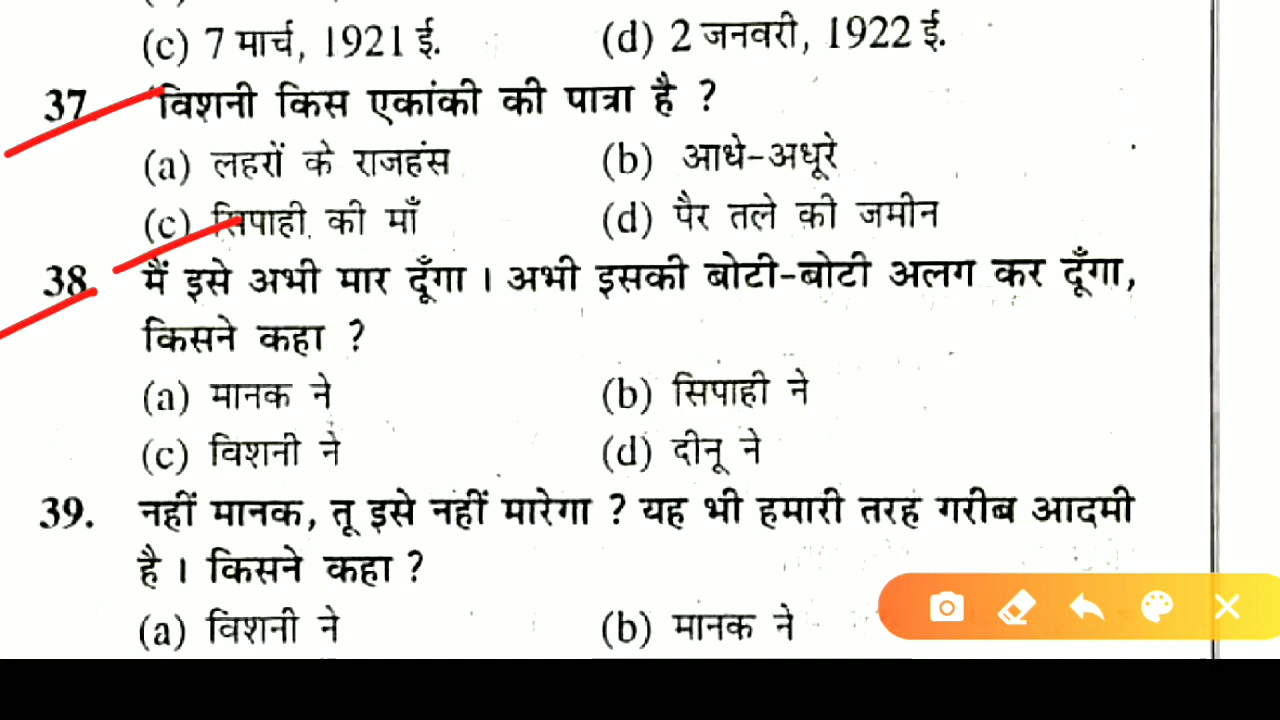 (c) 7 मार्च, 1921 ई. (d) 2 जनवरी, 1922 ई.
37. विशनी किस एकांकी की पात्रा है ?
(a) लहरों के राजहंस (b) आधे-अधूरे
(c) सिपाही की माँ (d) पैर तले की जमीन
38. मैं इसे अभी मार दूँगा । अभी इसकी बोटी-बोटी अलग कर दूँगा,
किसने कहा ?
(a) मानक ने (b) सिपाही ने
(c) विशनी ने (d) दीनू ने
39. नहीं मानक, तू इसे नहीं मारेगा ? यह भी हमारी तरह गरीब आदमी
है । किसने कहा ?
(a) विशनी ने (b) मानक ने